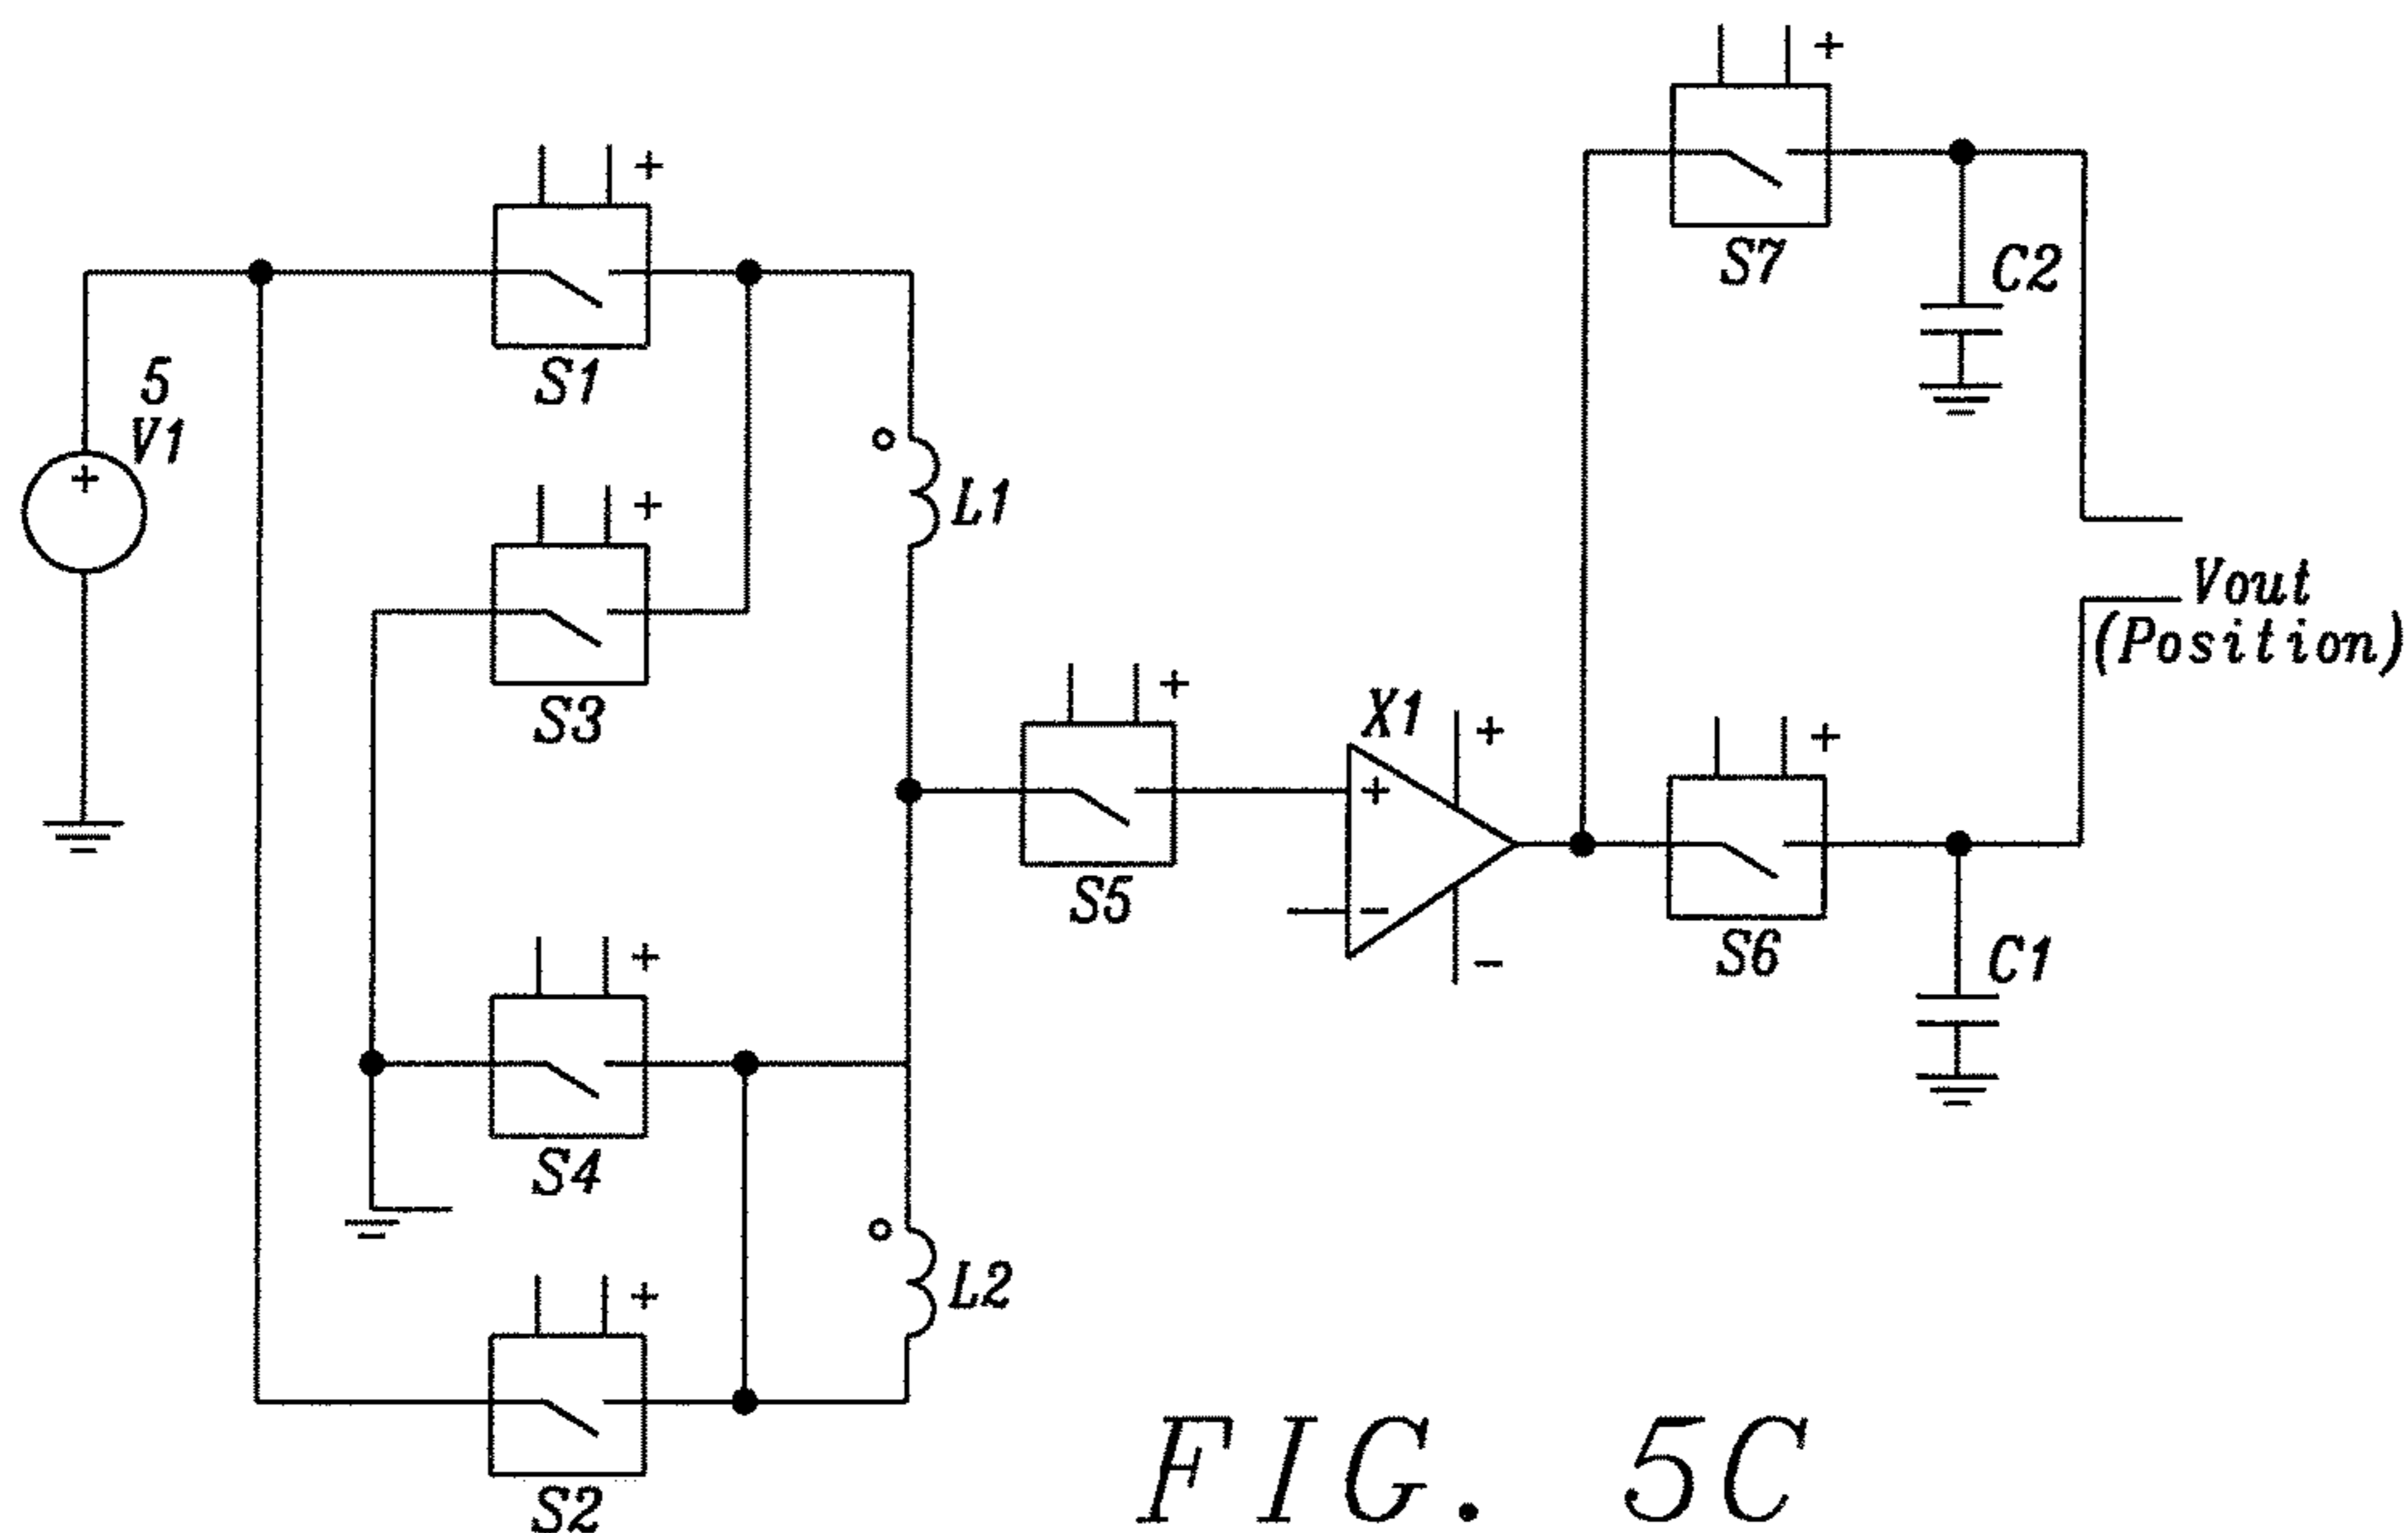 +
S7
C2
+
S1
5
V1
+
L1
+
S3
Vout
(Position)
+
S5
X1
+
+
-
-
+
S6
C1
+
S4
L2
+
S2
FIG. 5C